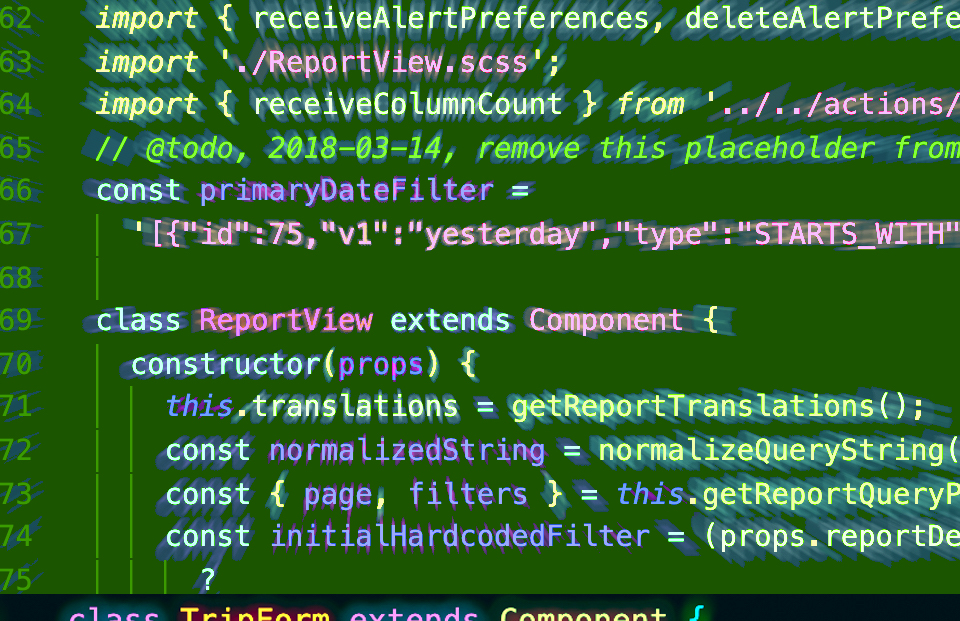 62 import { receiveAlertPreferences, deleteAlertPrefe
63 import './ReportView.scss';
64 import { receiveColumnCount } from '../../actions/
65 // @todo, 2018-03-14, remove this placeholder from
66 const primaryDateFilter =
67 '[{"id":75,"v1":"yesterday","type":"STARTS_WITH"
68
69 class ReportView extends Component {
70 constructor(props) {
71 this.translations = getReportTranslations();
72 const normalizedString = normalizeQueryString(
73 const { page, filters } = this.getReportQueryP
74 const initialHardcodedFilter = (props.reportDe
75 ?
class TripForm extends Component {